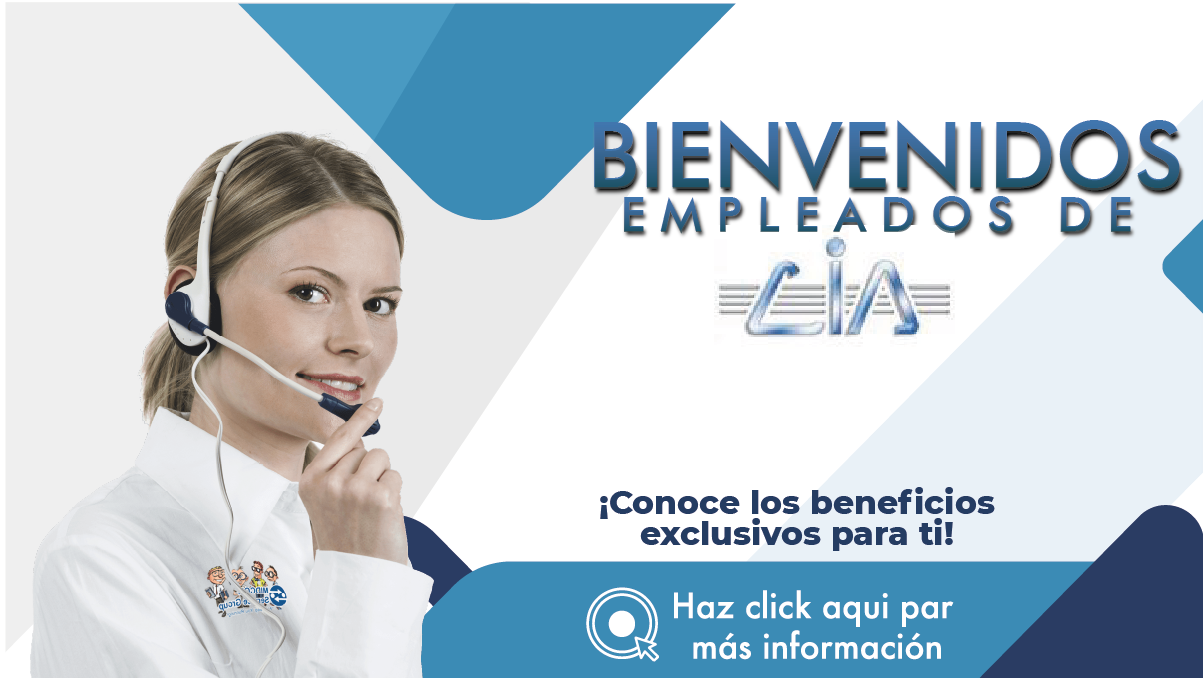 BIENVENIDOS
EMPLEADOS DE
CIA
¡Conoce los beneficios
exclusivos para ti!
Haz click aqui par
más información